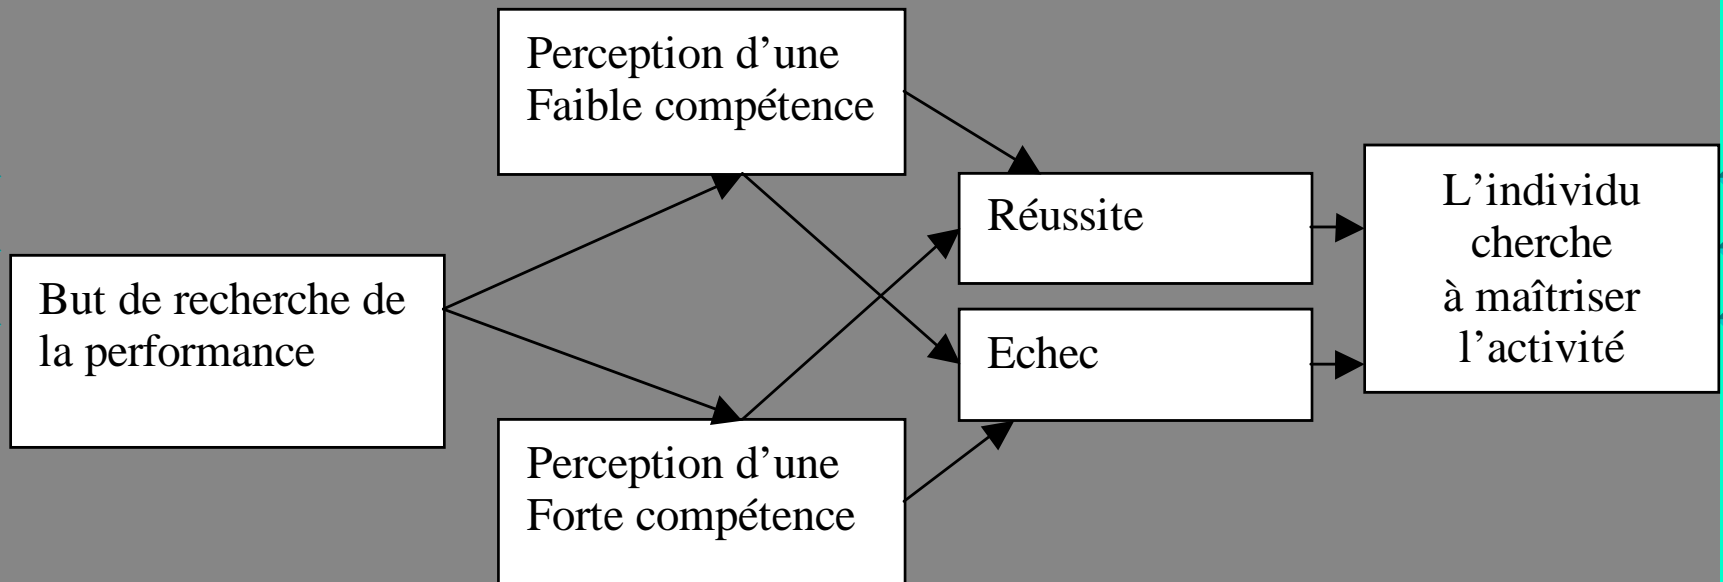 But de recherche de
la performance
Perception d’une
Faible compétence
Perception d’une
Forte compétence
Réussite
Echec
L’individu
cherche
à maîtriser
l’activité